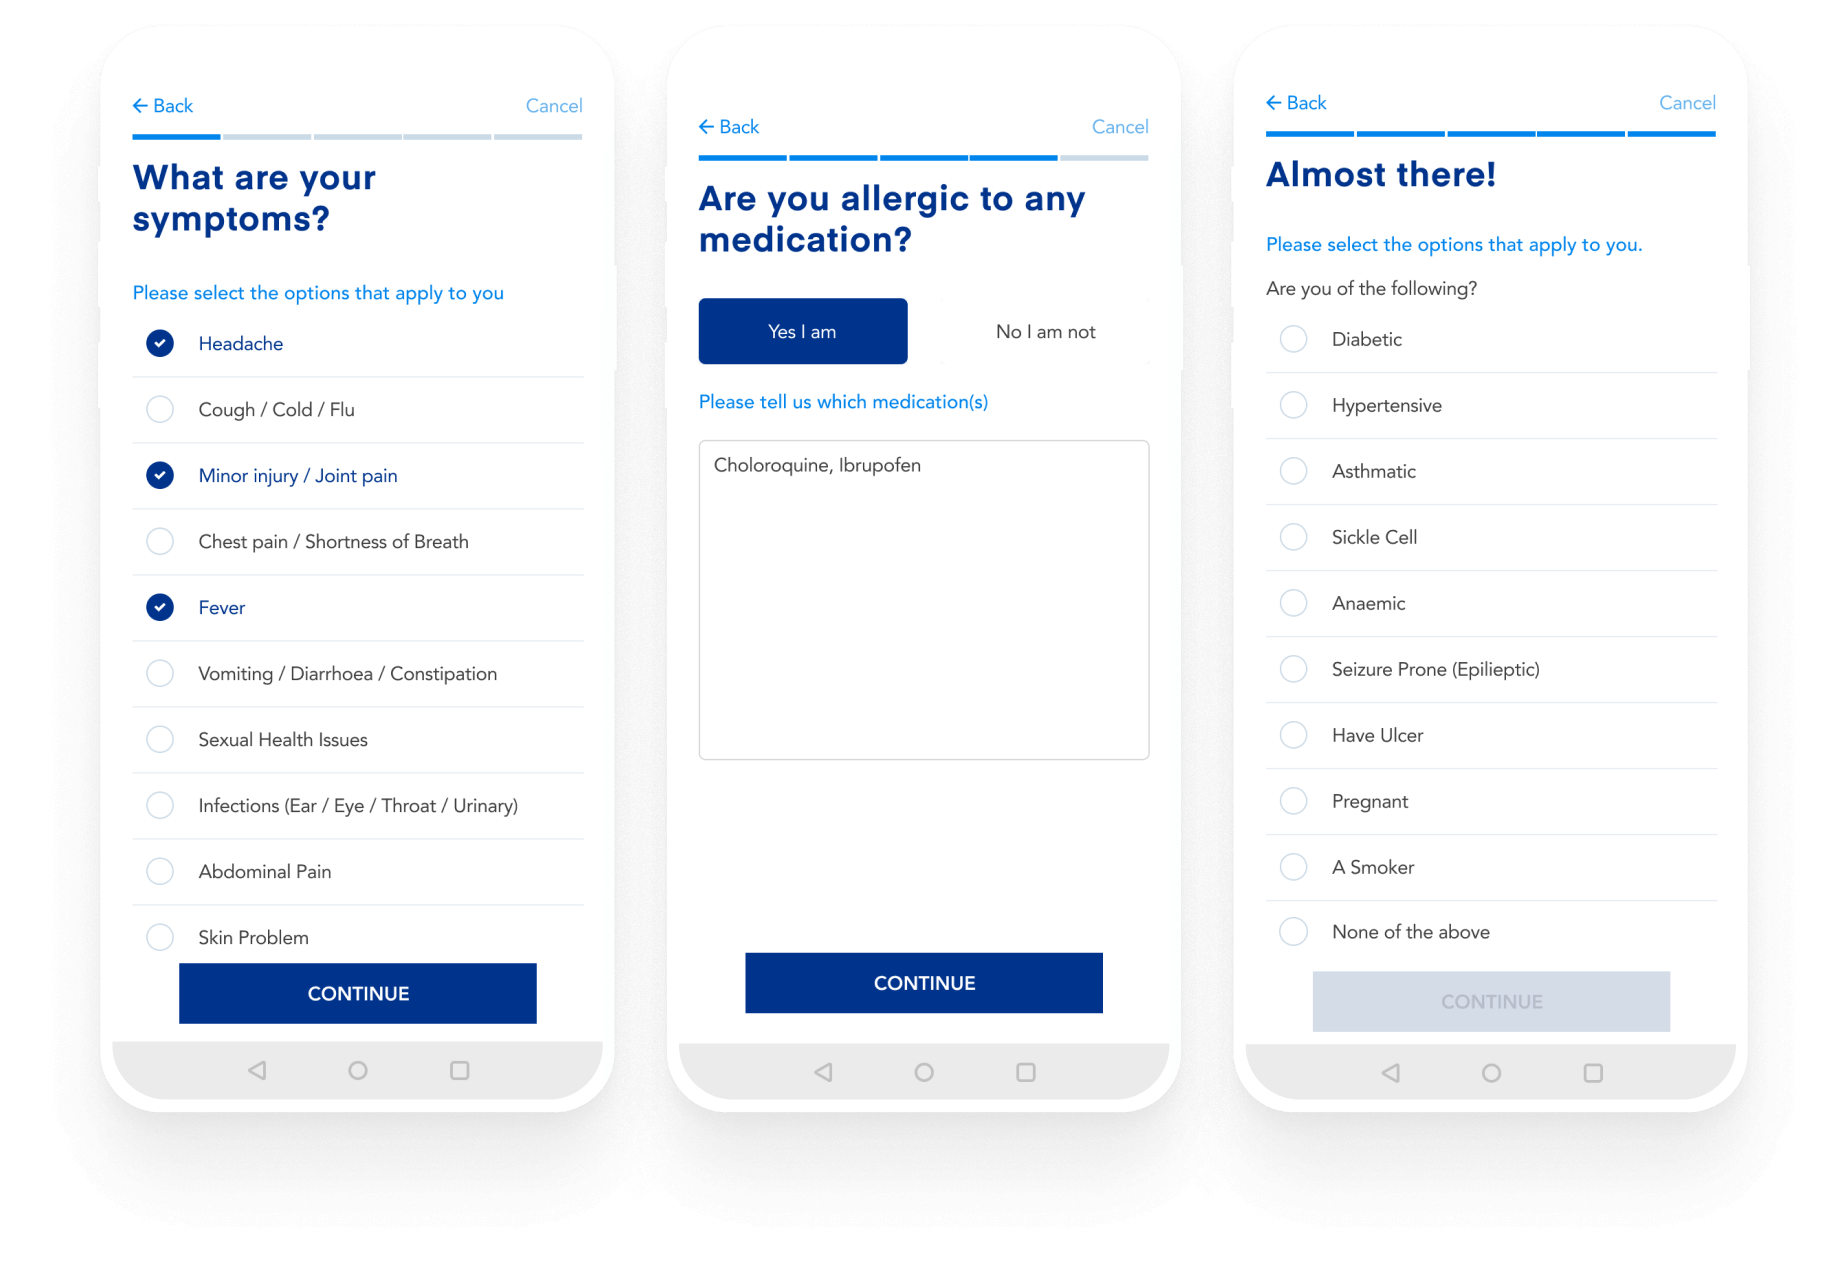 Back
Cancel
What are your
symptoms?
Please select the options that apply to you
Headache
Cough / Cold / Flu
Minor injury / Joint pain
Chest pain / Shortness of Breath
Fever
Vomiting / Diarrhoea / Constipation
Sexual Health Issues
Infections (Ear / Eye / Throat / Urinary)
Abdominal Pain
Skin Problem
CONTINUE
Back
Cancel
Are you allergic to any
medication?
Yes I am
No I am not
Please tell us which medication(s)
Choloroquine, Ibrupofen
CONTINUE
Back
Cancel
Almost there!
Please select the options that apply to you.
Are you of the following?
Diabetic
Hypertensive
Asthmatic
Sickle Cell
Anaemic
Seizure Prone (Epilieptic)
Have Ulcer
Pregnant
A Smoker
None of the above
CONTINUE